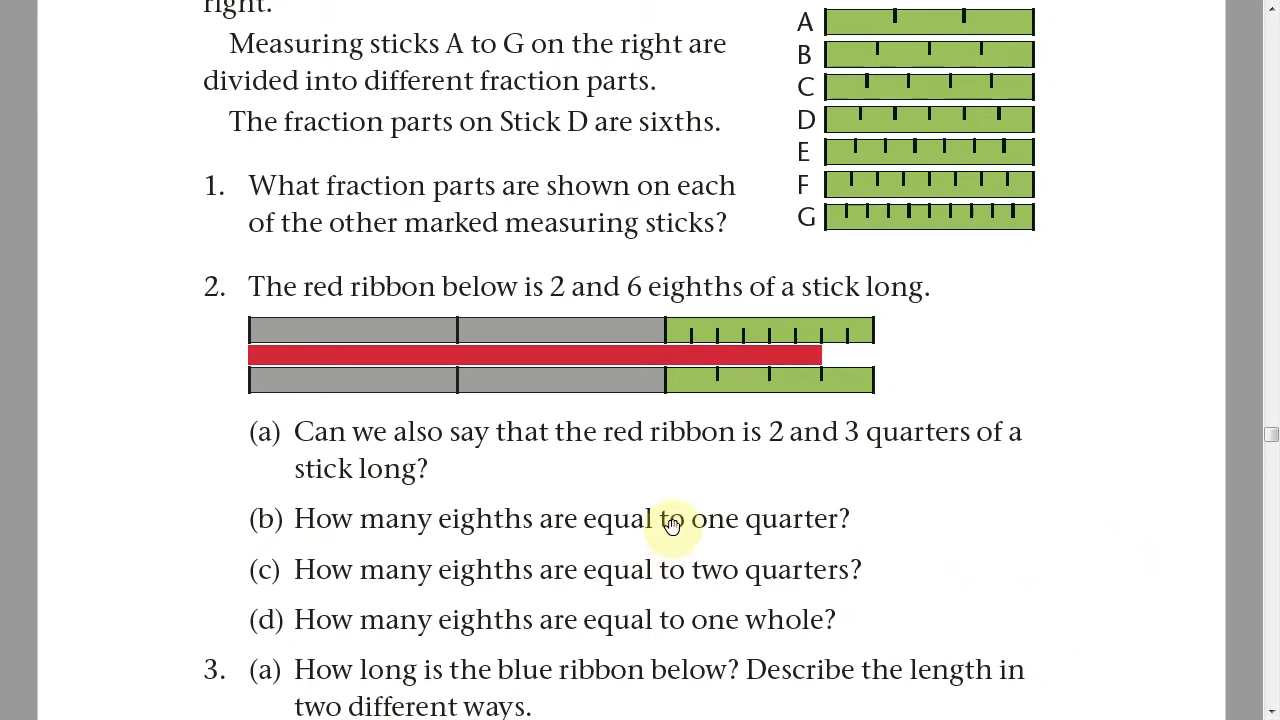 right.
Measuring sticks A to G on the right are
divided into different fraction parts.
The fraction parts on Stick D are sixths.
A
B
C
D
E
F
G
1. What fraction parts are shown on each
of the other marked measuring sticks?
2. The red ribbon below is 2 and 6 eighths of a stick long.
(a) Can we also say that the red ribbon is 2 and 3 quarters of a
stick long?
(b) How many eighths are equal to one quarter?
(c) How many eighths are equal to two quarters?
(d) How many eighths are equal to one whole?
3. (a) How long is the blue ribbon below? Describe the length in
two different ways.